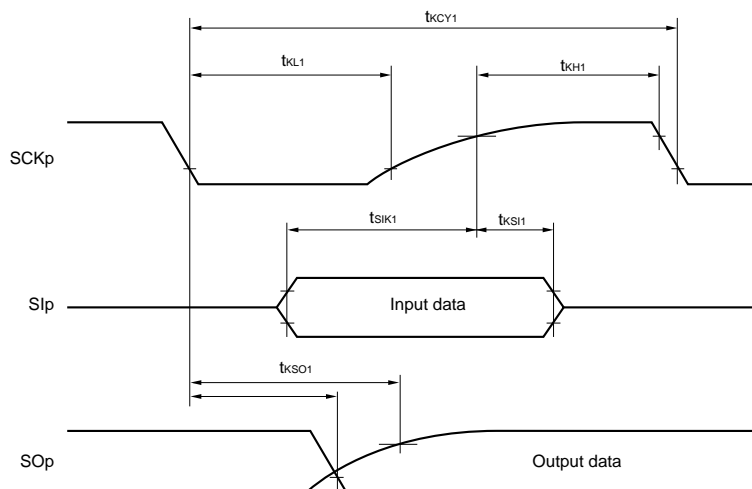 tKCY1
tKL1
tKH1
SCKp
tSIK1
tKSI1
SIp
Input data
tKSO1
SOp
Output data